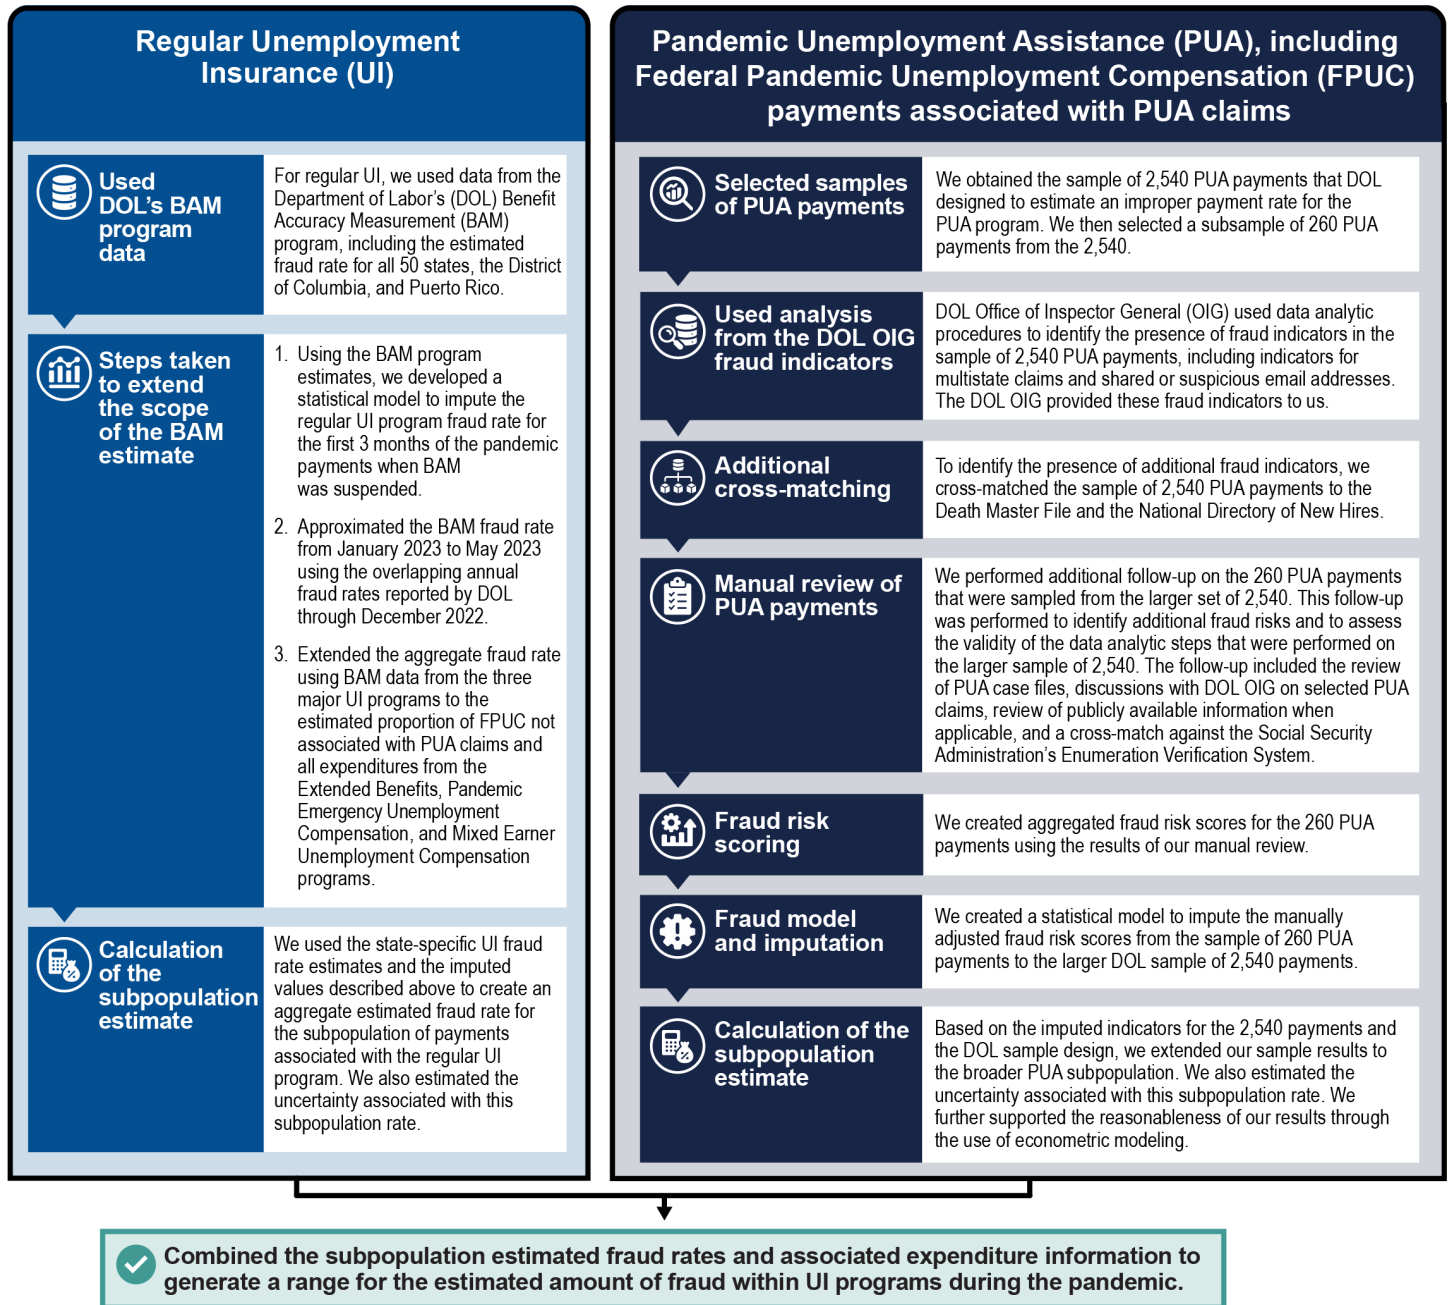 Regular Unemployment
Insurance (UI)
Used
DOL’s BAM
program
data
For regular UI, we used data from the
Department of Labor’s (DOL) Benefit
Accuracy Measurement (BAM)
program, including the estimated
fraud rate for all 50 states, the District
of Columbia, and Puerto Rico.
Steps taken
to extend
the scope
of the BAM
estimate
1. Using the BAM program
estimates, we developed a
statistical model to impute the
regular UI program fraud rate for
the first 3 months of the pandemic
payments when BAM
was suspended.
2. Approximated the BAM fraud rate
from January 2023 to May 2023
using the overlapping annual
fraud rates reported by DOL
through December 2022.
3. Extended the aggregate fraud rate
using BAM data from the three
major UI programs to the
estimated proportion of FPUC not
associated with PUA claims and
all expenditures from the
Extended Benefits, Pandemic
Emergency Unemployment
Compensation, and Mixed Earner
Unemployment Compensation
programs.
Calculation
of the
subpopulation
estimate
We used the state-specific UI fraud
rate estimates and the imputed
values described above to create an
aggregate estimated fraud rate for
the subpopulation of payments
associated with the regular UI
program. We also estimated the
uncertainty associated with this
subpopulation rate.
Pandemic Unemployment Assistance (PUA), including
Federal Pandemic Unemployment Compensation (FPUC)
payments associated with PUA claims
Selected samples
of PUA payments
We obtained the sample of 2,540 PUA payments that DOL
designed to estimate an improper payment rate for the
PUA program. We then selected a subsample of 260 PUA
payments from the 2,540.
Used analysis
from the DOL OIG
fraud indicators
DOL Office of Inspector General (OIG) used data analytic
procedures to identify the presence of fraud indicators in the
sample of 2,540 PUA payments, including indicators for
multistate claims and shared or suspicious email addresses.
The DOL OIG provided these fraud indicators to us.
Additional
cross-matching
To identify the presence of additional fraud indicators, we
cross-matched the sample of 2,540 PUA payments to the
Death Master File and the National Directory of New Hires.
Manual review of
PUA payments
We performed additional follow-up on the 260 PUA payments
that were sampled from the larger set of 2,540. This follow-up
was performed to identify additional fraud risks and to assess
the validity of the data analytic steps that were performed on
the larger sample of 2,540. The follow-up included the review
of PUA case files, discussions with DOL OIG on selected PUA
claims, review of publicly available information when
applicable, and a cross-match against the Social Security
Administration’s Enumeration Verification System.
Fraud risk
scoring
We created aggregated fraud risk scores for the 260 PUA
payments using the results of our manual review.
Fraud model
and imputation
We created a statistical model to impute the manually
adjusted fraud risk scores from the sample of 260 PUA
payments to the larger DOL sample of 2,540 payments.
Calculation of the
subpopulation
estimate
Based on the imputed indicators for the 2,540 payments and
the DOL sample design, we extended our sample results to
the broader PUA subpopulation. We also estimated the
uncertainty associated with this subpopulation rate. We
further supported the reasonableness of our results through
the use of econometric modeling.
Combined the subpopulation estimated fraud rates and associated expenditure information to
generate a range for the estimated amount of fraud within UI programs during the pandemic.